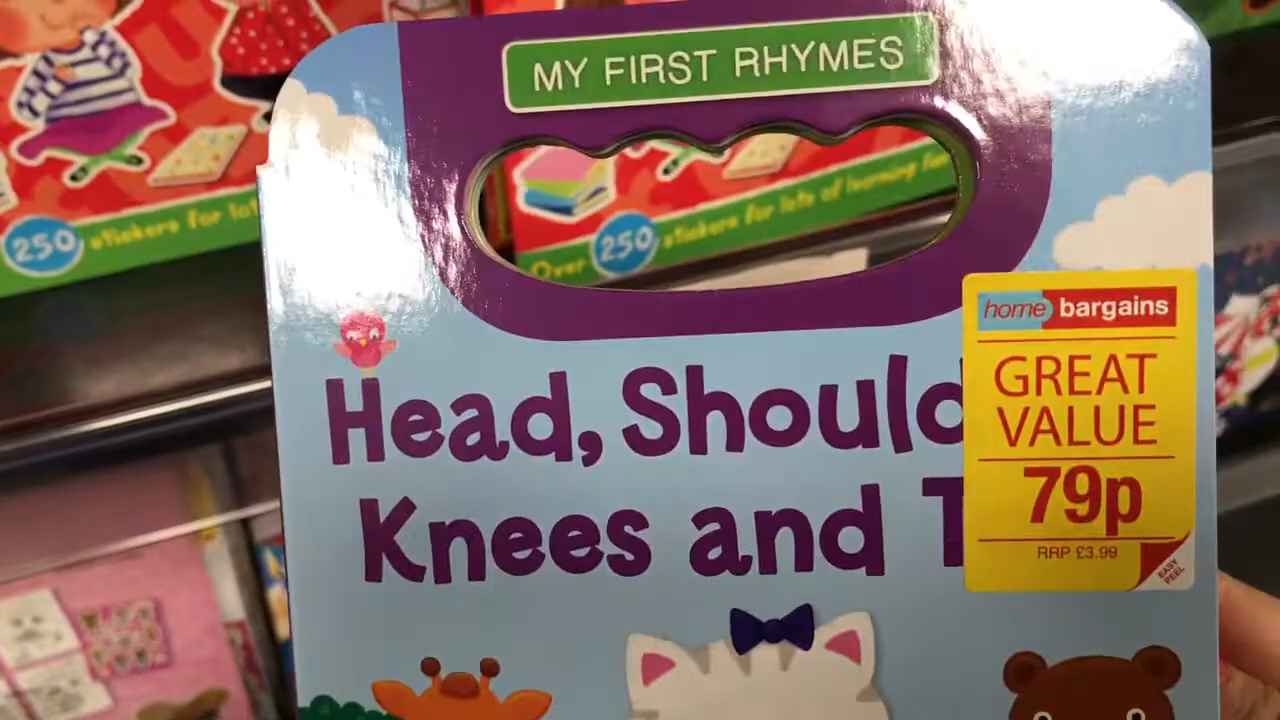 MY FIRST RHYMES
250 stickers for lot
Over 250 stickers for lots of learning fun
home bargains
GREAT
VALUE
79p
RRP £3.99
EASY
PEEL
Head, Should
Knees and T